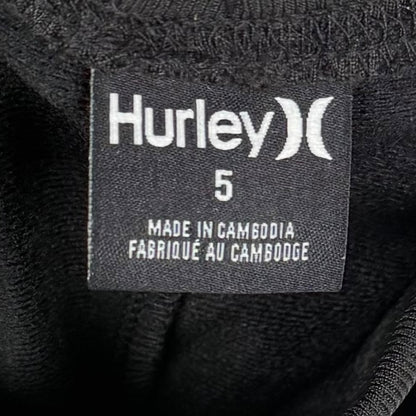 Hurley
5
MADE IN CAMBODIA
FABRIQUÉ AU CAMBODGE